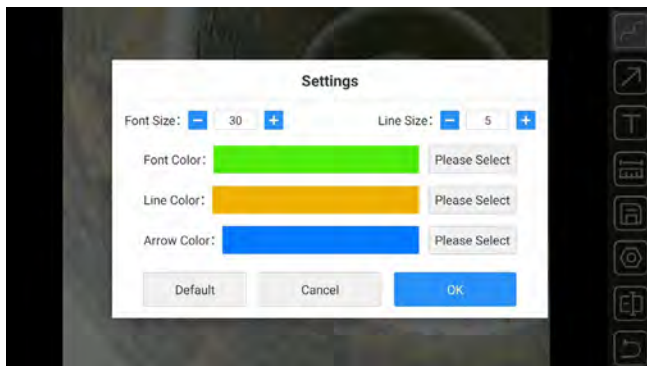 Settings
Font Size: − 30 + Line Size: − 5 +
Font Color: Please Select
Line Color: Please Select
Arrow Color: Please Select
Default Cancel OK
T